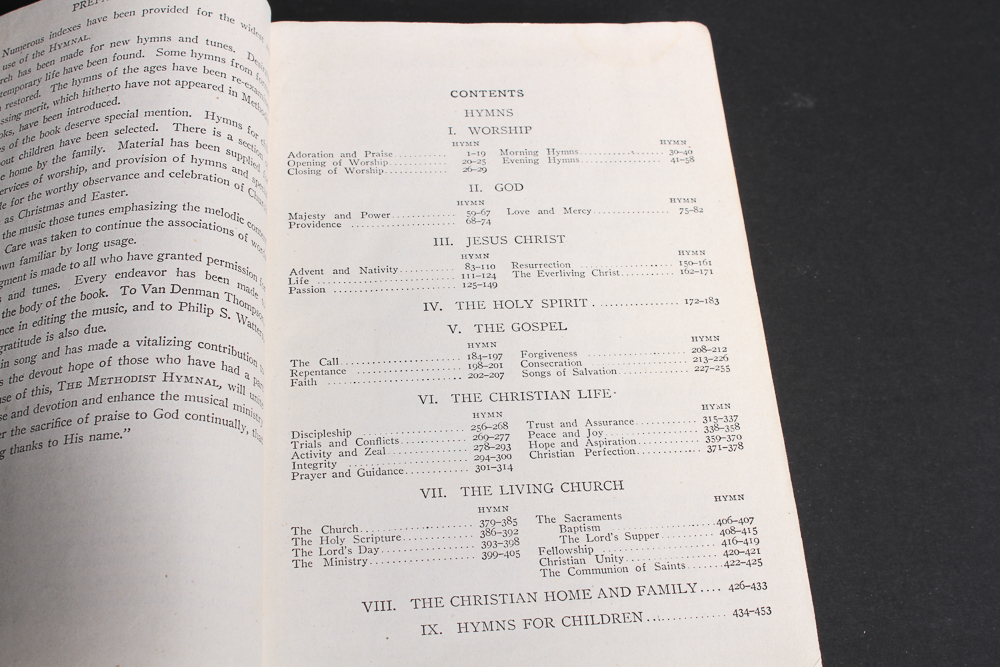 PREF
Numerous indexes have been provided for the widest
use of the HYMNAL.
has been made for new hymns and tunes.
temporary life have been found. Some hymns from
restored. The hymns of the ages have been
merit, which hitherto have not appeared in
have been introduced.
of the book deserve special mention. Hymns for
children have been selected. There is a section
home by the family. Material has been supplied
services of worship, and provision of hymns and
for the worthy observance and celebration of
as Christmas and Easter.
the music those tunes emphasizing the melodic
Care was taken to continue the associations of
familiar by long usage.
is made to all who have granted permission
and tunes. Every endeavor has been made
the body of the book. To Van Denman Thompson
in editing the music, and to Philip S. Watters
gratitude is also due.
in song and has made a vitalizing contribution
the devout hope of those who have had a
use of this, THE METHODIST HYMNAL, will
and devotion and enhance the musical
the sacrifice of praise to God continually,
thanks to His name."
CONTENTS
HYMNS
I. WORSHIP
HYMN
Adoration and Praise.......... 1-19
Opening of Worship.......... 20-25
Closing of Worship.......... 26-29
HYMN
Morning Hymns.......... 30-40
Evening Hymns.......... 41-58
II. GOD
HYMN
Majesty and Power.......... 59-67
Providence.......... 68-74
HYMN
Love and Mercy.......... 75-82
III. JESUS CHRIST
HYMN
Advent and Nativity.......... 83-110
Life.......... 111-124
Passion.......... 125-149
HYMN
Resurrection.......... 150-161
The Everliving Christ.......... 162-171
IV. THE HOLY SPIRIT.......... 172-183
V. THE GOSPEL
HYMN
The Call.......... 184-197
Repentance.......... 198-201
Faith.......... 202-207
HYMN
Forgiveness.......... 208-212
Consecration.......... 213-226
Songs of Salvation.......... 227-255
VI. THE CHRISTIAN LIFE
HYMN
Discipleship.......... 256-268
Trials and Conflicts.......... 269-277
Activity and Zeal.......... 278-293
Integrity.......... 294-300
Prayer and Guidance.......... 301-314
HYMN
Trust and Assurance.......... 315-337
Peace and Joy.......... 338-358
Hope and Aspiration.......... 359-370
Christian Perfection.......... 371-378
VII. THE LIVING CHURCH
HYMN
The Church.......... 379-385
The Holy Scripture.......... 386-392
The Lord's Day.......... 393-398
The Ministry.......... 399-405
HYMN
The Sacraments
Baptism.......... 406-407
The Lord's Supper.......... 408-415
Fellowship.......... 416-419
Christian Unity.......... 420-421
The Communion of Saints.......... 422-425
VIII. THE CHRISTIAN HOME AND FAMILY.... 426-433
IX. HYMNS FOR CHILDREN.......... 434-453